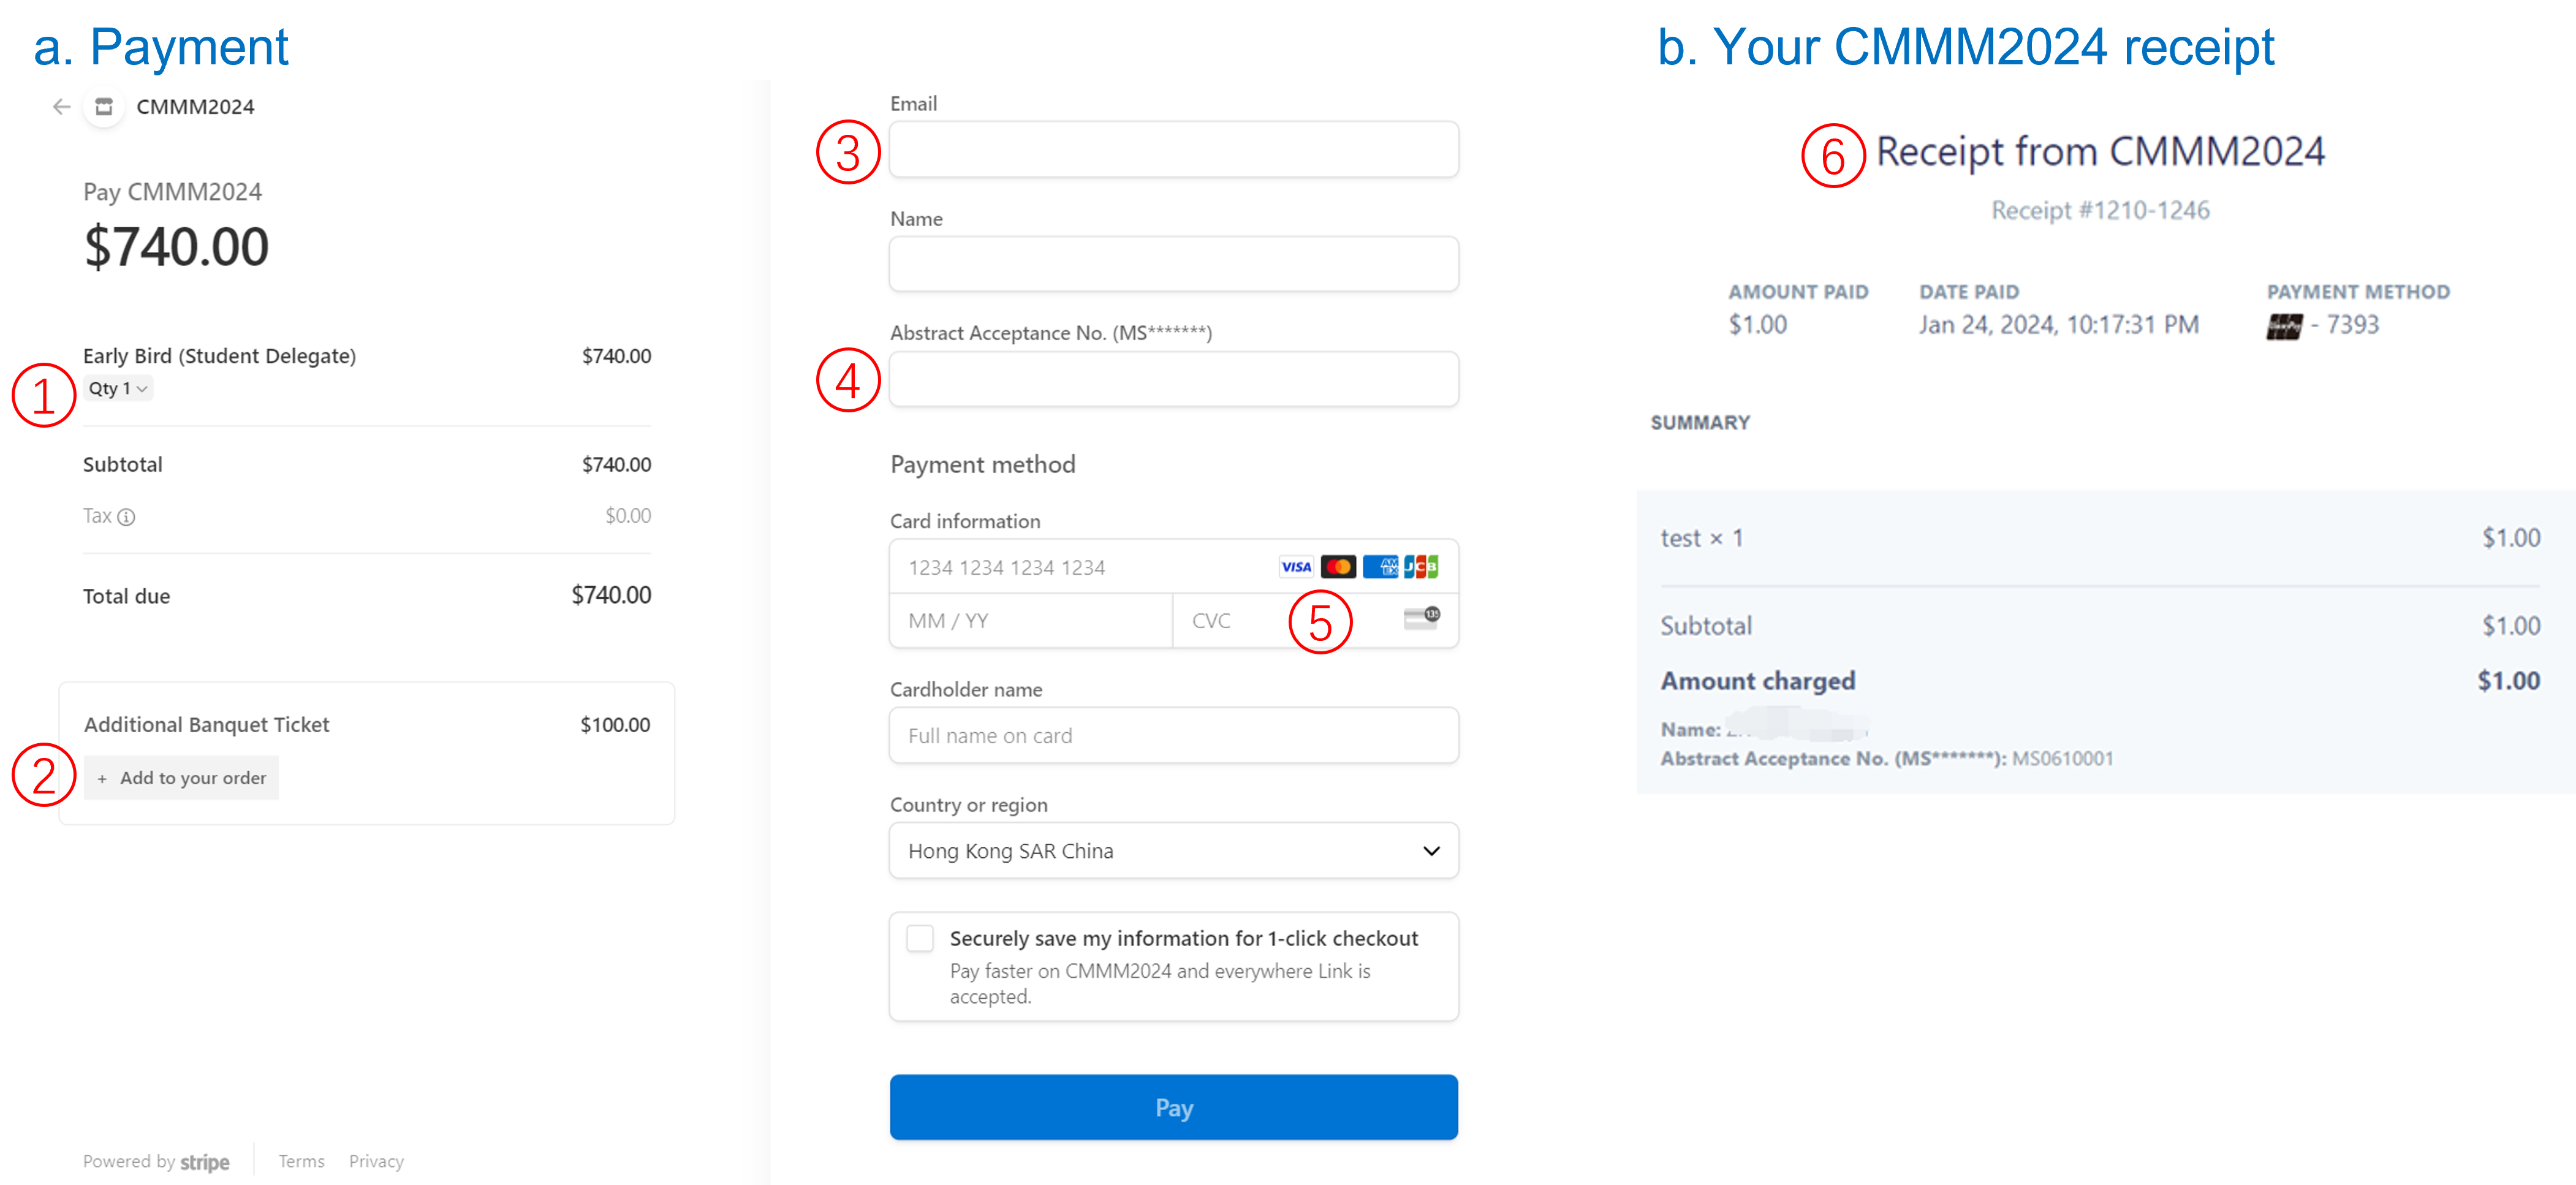 a. Payment
CMMM2024
Pay CMMM2024
$740.00
Early Bird (Student Delegate) $740.00
① Qty 1
Subtotal $740.00
Tax $0.00
Total due $740.00
Additional Banquet Ticket $100.00
② + Add to your order
Powered by stripe Terms Privacy
Email
③
Name
Abstract Acceptance No. (MS*******)
④
Payment method
Card information
1234 1234 1234 1234 VISA AMEX JCB
MM / YY CVC ⑤ 135
Cardholder name
Full name on card
Country or region
Hong Kong SAR China
Securely save my information for 1-click checkout
Pay faster on CMMM2024 and everywhere Link is
accepted.
Pay
b. Your CMMM2024 receipt
⑥ Receipt from CMMM2024
Receipt #1210-1246
AMOUNT PAID DATE PAID PAYMENT METHOD
$1.00 Jan 24, 2024, 10:17:31 PM - 7393
SUMMARY
test × 1 $1.00
Subtotal $1.00
Amount charged $1.00
Name:
Abstract Acceptance No. (MS*******): MS0610001